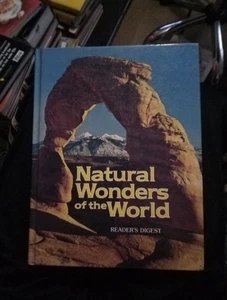 Natural
Wonders
of the World
READER'S DIGEST